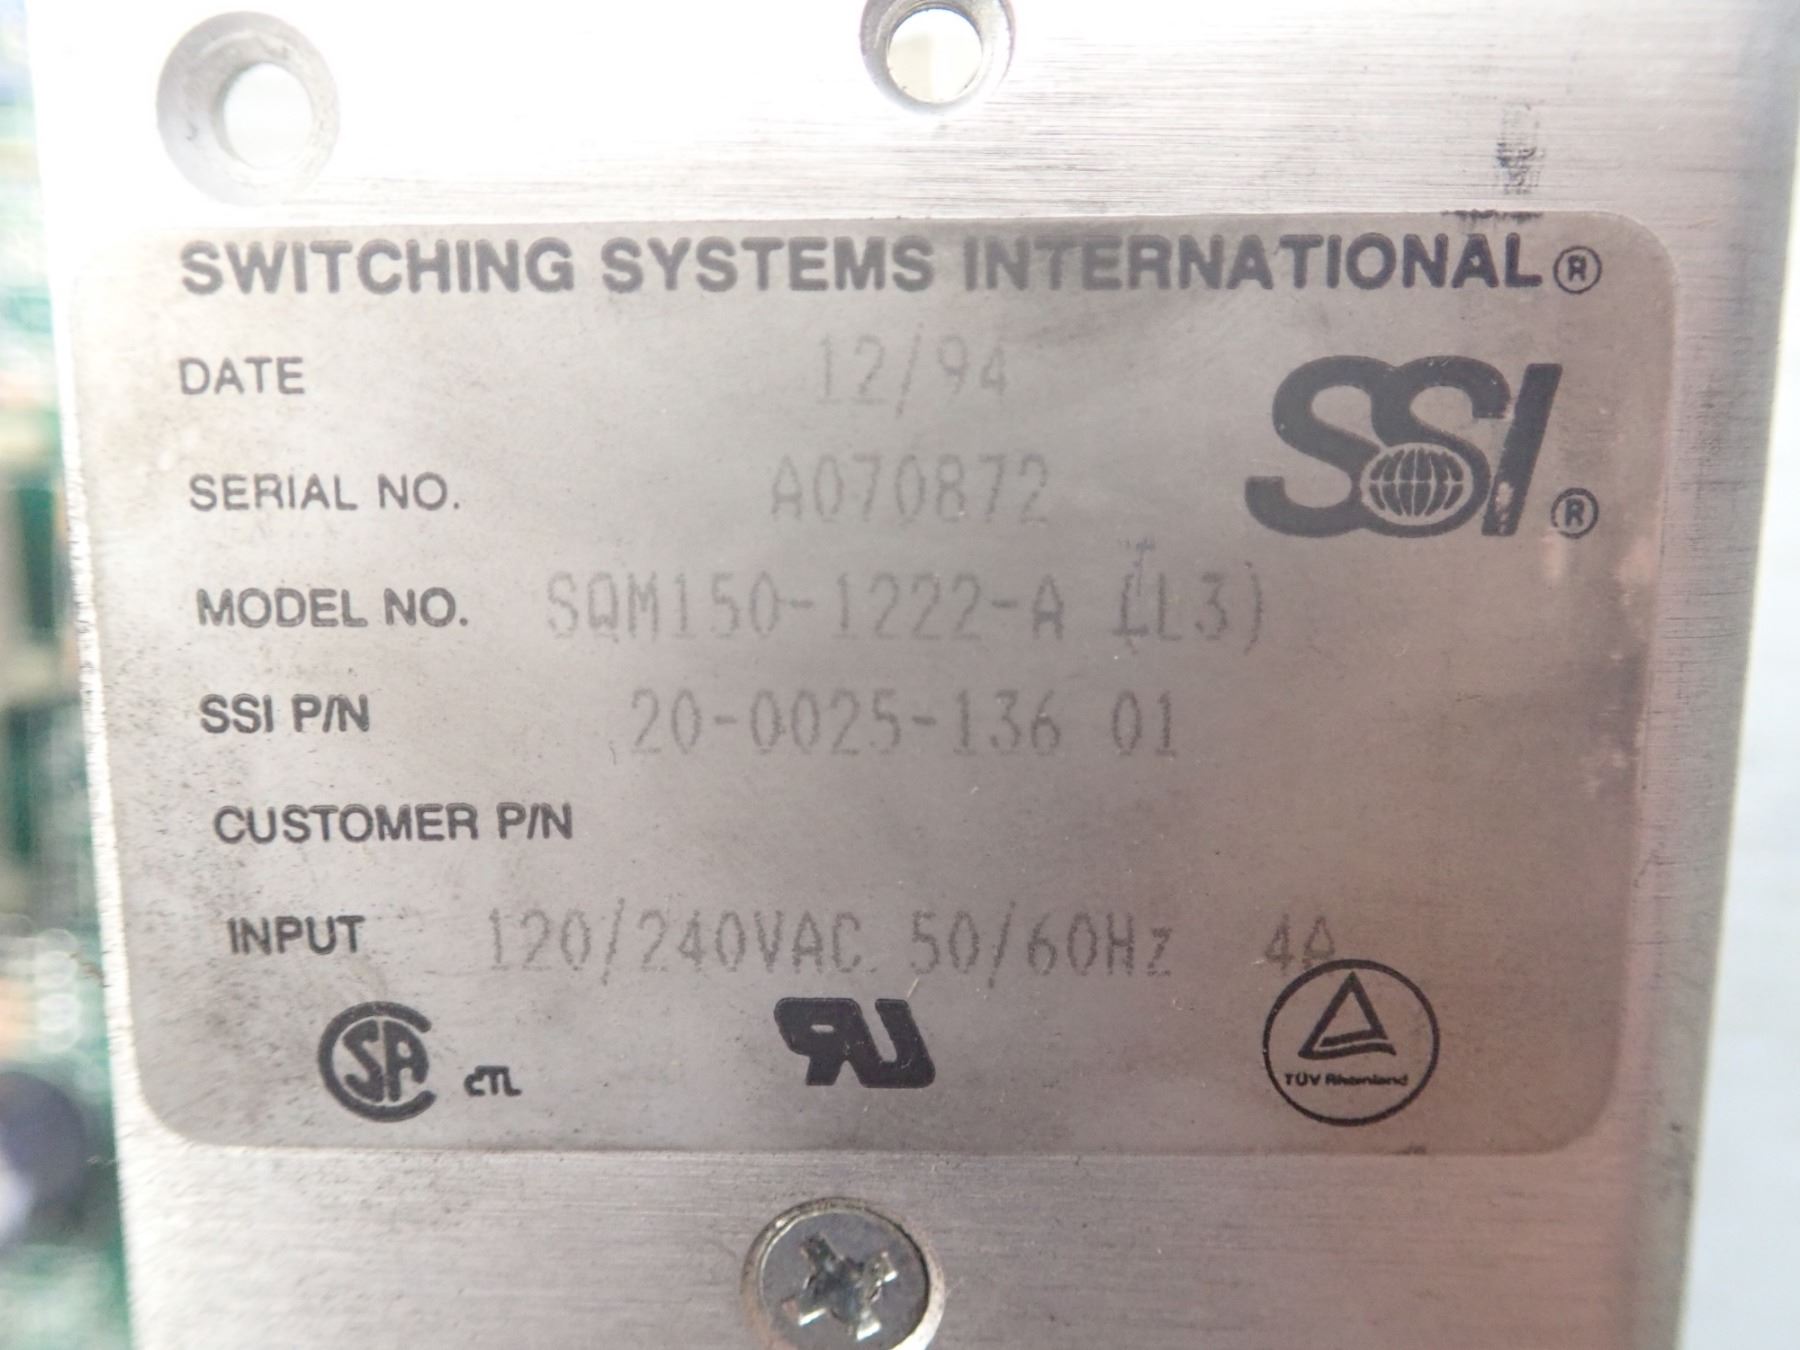 SWITCHING SYSTEMS INTERNATIONAL®
DATE 12/94
SSI®
SERIAL NO. A070872
MODEL NO. SQM150-1222-A (L3)
SSI P/N 20-0025-136 01
CUSTOMER P/N
INPUT 120/240VAC 50/60Hz 4A
SA CTL
UR
TÜV Rheinland